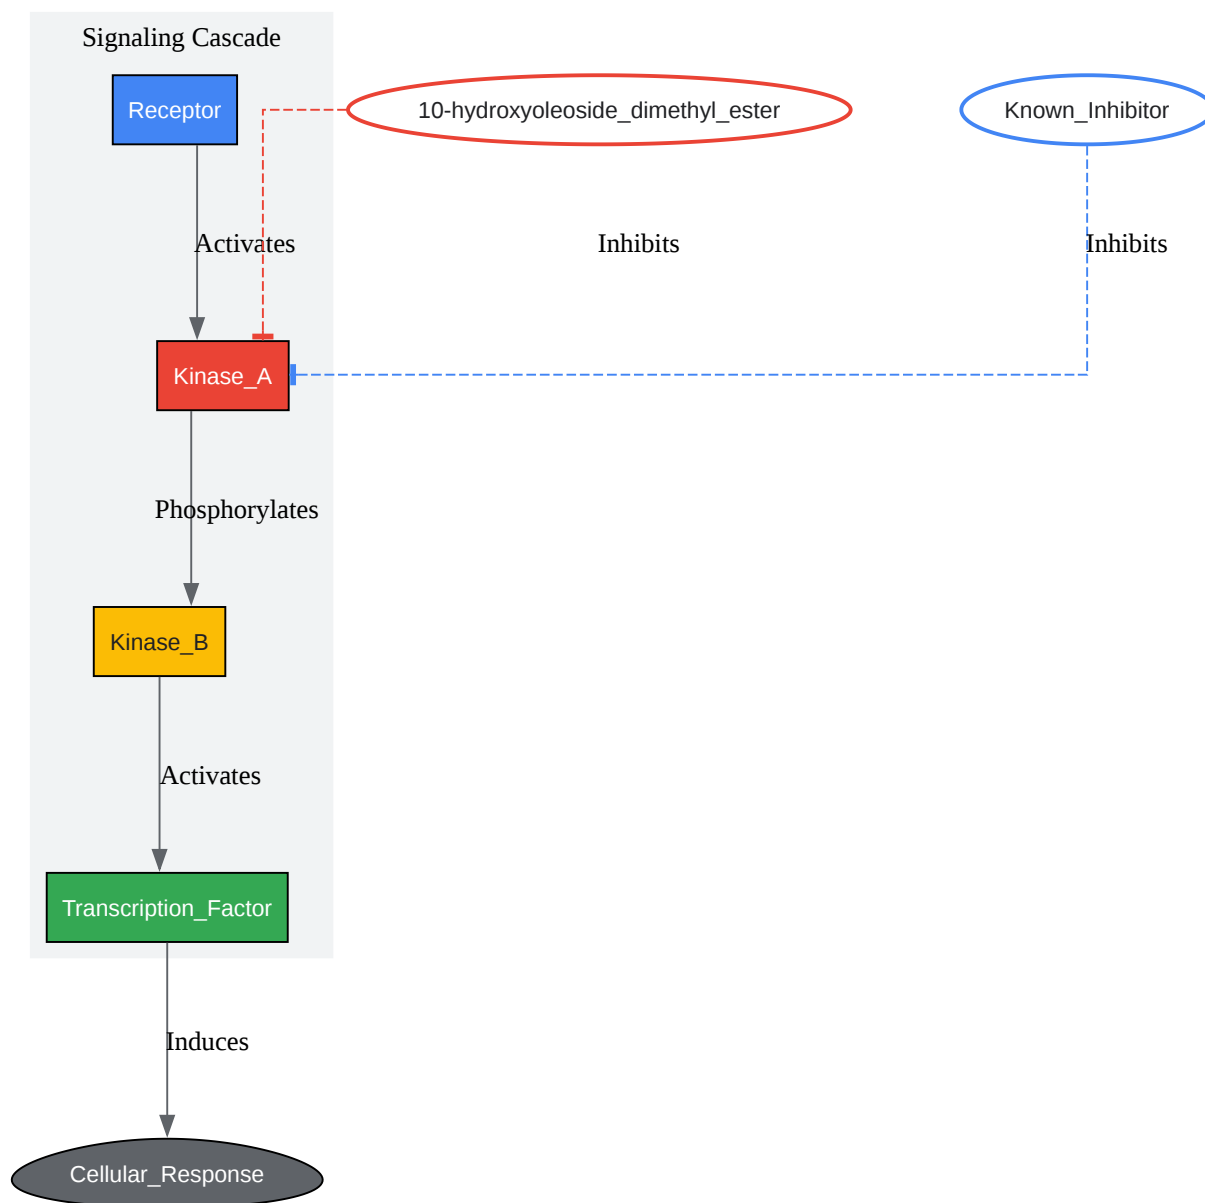 Signaling Cascade
Receptor
10-hydroxyoleoside_dimethyl_ester
Known_Inhibitor
Activates
Inhibits
Inhibits
Kinase_A
Phosphorylates
Kinase_B
Activates
Transcription_Factor
Induces
Cellular_Response